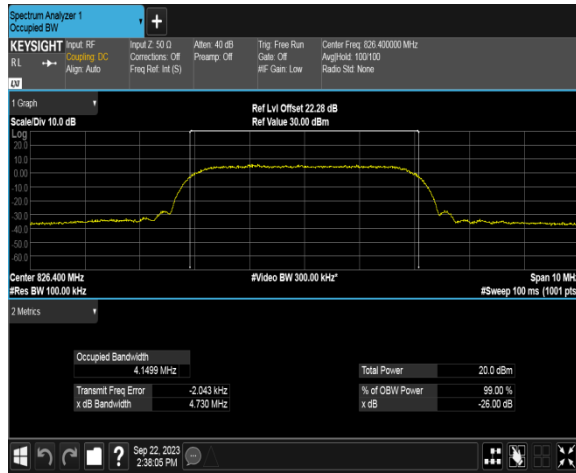 Spectrum Analyzer 1
Occupied BW
+
KEYSIGHT Input: RF Input Z: 50 Ω Atten: 40 dB Trig: Free Run Center Freq: 826.400000 MHz
RL Coupling: DC Corrections: Off Preamp: Off Gate: Off Avg|Hold: 100/100
Align: Auto Freq Ref: Int (S) #IF Gain: Low Radio Std: None
LXI
1 Graph
Scale/Div 10.0 dB Ref Lvl Offset 22.28 dB
Ref Value 30.00 dBm
Log
20.0
10.0
0.00
-10.0
-20.0
-30.0
-40.0
-50.0
-60.0
Center 826.400 MHz #Video BW 300.00 kHz* Span 10 MHz
#Res BW 100.00 kHz #Sweep 100 ms (1001 pts
2 Metrics
Occupied Bandwidth
4.1499 MHz Total Power 20.0 dBm
Transmit Freq Error -2.043 kHz % of OBW Power 99.00 %
x dB Bandwidth 4.730 MHz x dB -26.00 dB
? Sep 22, 2023
2:38:05 PM